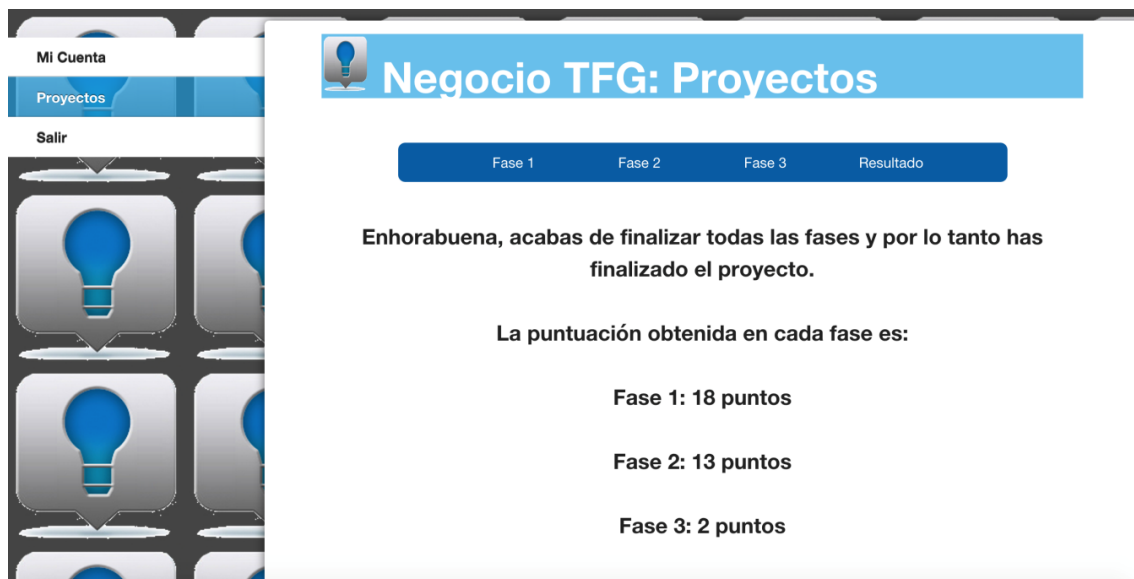 Mi Cuenta
Proyectos
Salir
Negocio TFG: Proyectos
Fase 1 Fase 2 Fase 3 Resultado
Enhorabuena, acabas de finalizar todas las fases y por lo tanto has
finalizado el proyecto.
La puntuación obtenida en cada fase es:
Fase 1: 18 puntos
Fase 2: 13 puntos
Fase 3: 2 puntos